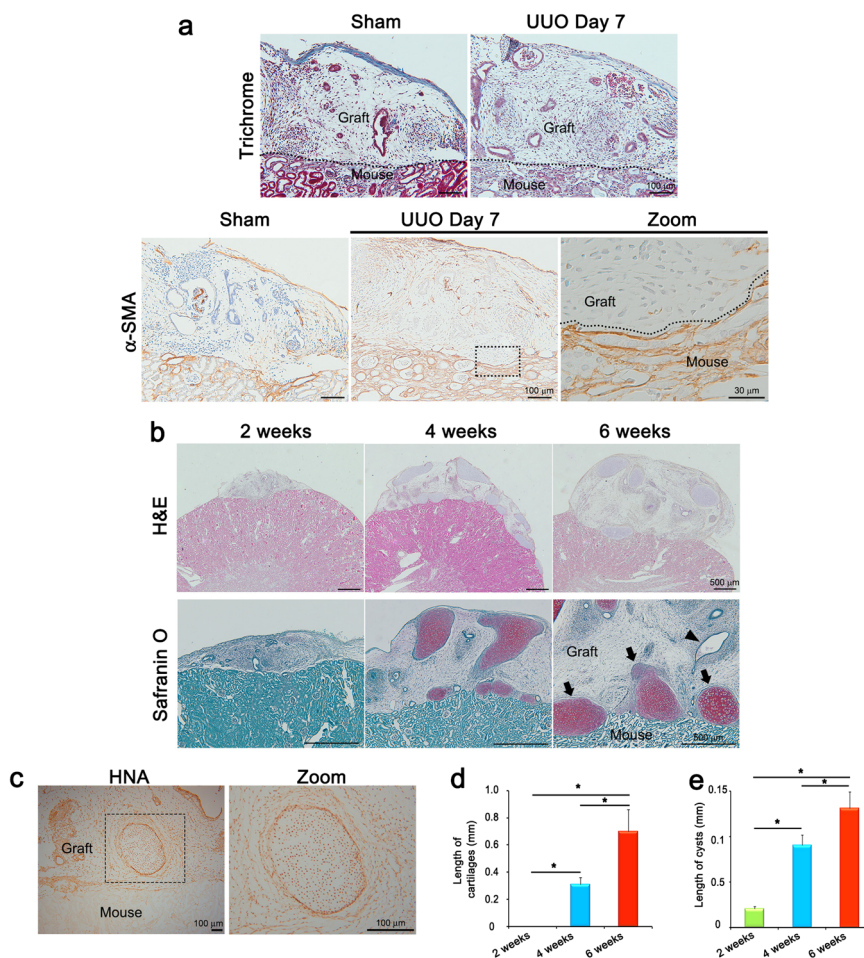 a
Sham
UUO Day 7
Trichrome
Graft
Mouse
Graft
Mouse
100 μm
Sham
UUO Day 7
Zoom
α-SMA
100 μm
Graft
Mouse
30 μm
b
2 weeks
4 weeks
6 weeks
H&E
500 μm
Safranin O
Graft
Mouse
500 μm
c
HNA
Zoom
Graft
Mouse
100 μm
100 μm
d
Length of
cartilages (mm)
1.0
0.8
0.6
0.4
0.2
0
*
*
*
2 weeks
4 weeks
6 weeks
e
Length of cysts (mm)
0.15
0.1
0.05
0
*
*
*
2 weeks
4 weeks
6 weeks